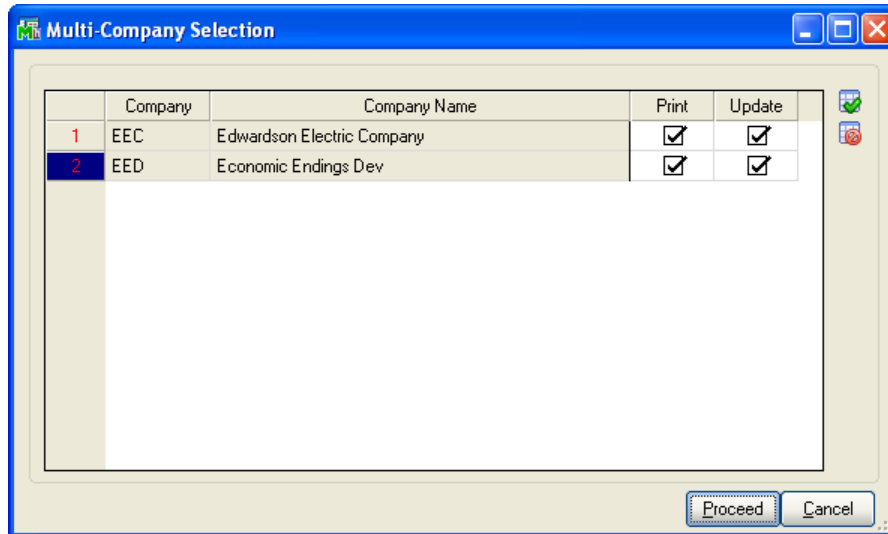 Multi-Company Selection
Company Company Name Print Update
1 EEC Edwardson Electric Company
2 EED Economic Endings Dev
Proceed Cancel